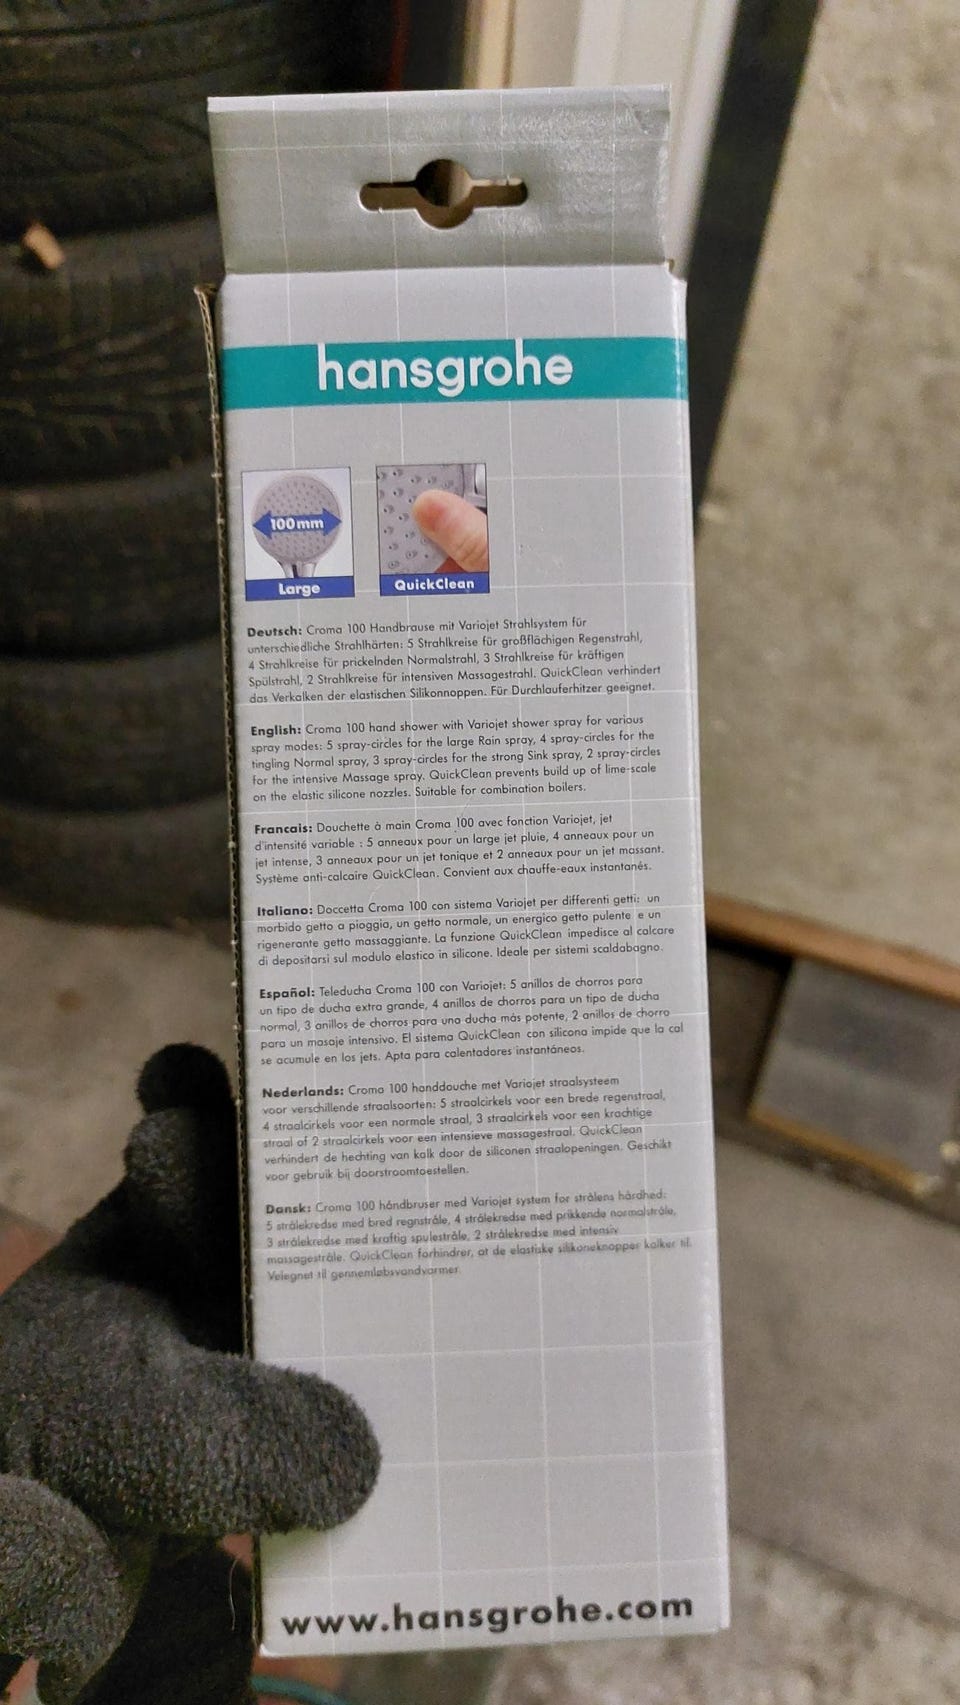 hansgrohe
100mm
Large
QuickClean
Deutsch: Croma 100 Handbrause mit Variojet Strahlsystem für
unterschiedliche Strahlhärten: 5 Strahlkreise für großflächigen Regenstrahl,
4 Strahlkreise für prickelnden Normalstrahl, 3 Strahlkreise für kräftigen
Spülstrahl, 2 Strahlkreise für intensiven Massagestrahl. QuickClean verhindert
das Verkalken der elastischen Silikonnoppen. Für Durchlauferhitzer geeignet.
English: Croma 100 hand shower with Variojet shower spray for various
spray modes: 5 spray-circles for the large Rain spray, 4 spray-circles for the
tingling Normal spray, 3 spray-circles for the strong Sink spray, 2 spray-circles
for the intensive Massage spray. QuickClean prevents build up of lime-scale
on the elastic silicone nozzles. Suitable for combination boilers.
Francais: Douchette à main Croma 100 avec fonction Variojet, jet
d'intensité variable : 5 anneaux pour un large jet pluie, 4 anneaux pour un
jet intense, 3 anneaux pour un jet tonique et 2 anneaux pour un jet massant.
Système anti-calcaire QuickClean. Convient aux chauffe-eaux instantanés.
Italiano: Doccetta Croma 100 con sistema Variojet per differenti getti: un
morbido getto a pioggia, un getto normale, un energico getto pulente e un
rigenerante getto massaggiante. La funzione QuickClean impedisce al calcare
di depositarsi sul modulo elastico in silicone. Ideale per sistemi scaldabagno.
Español: Teleducha Croma 100 con Variojet: 5 anillos de chorros para
un tipo de ducha extra grande, 4 anillos de chorros para un tipo de ducha
normal, 3 anillos de chorros para una ducha más potente, 2 anillos de chorro
para un masaje intensivo. El sistema QuickClean con silicona impide que la cal
se acumule en los jets. Apta para calentadores instantáneos.
Nederlands: Croma 100 handdouche met Variojet straalsysteem
voor verschillende straalsoorten: 5 straalcirkels voor een brede regenstraal,
4 straalcirkels voor een normale straal, 3 straalcirkels voor een krachtige
straal of 2 straalcirkels voor een intensieve massagestraal. QuickClean
verhindert de hechting van kalk door de siliconen straalopeningen. Geschikt
voor gebruik bij doorstroomtoestellen.
Dansk: Croma 100 håndbruser med Variojet system for strålens hårdhed:
5 strålekredse med bred regnstråle, 4 strålekredse med prikkende normalstråle,
3 strålekredse med kraftig spulestråle, 2 strålekredse med intensiv
massagestråle. QuickClean forhindrer, at de elastiske silikoneknopper kalker til.
Velegnet til gennemløbsvandvarmer.
www.hansgrohe.com